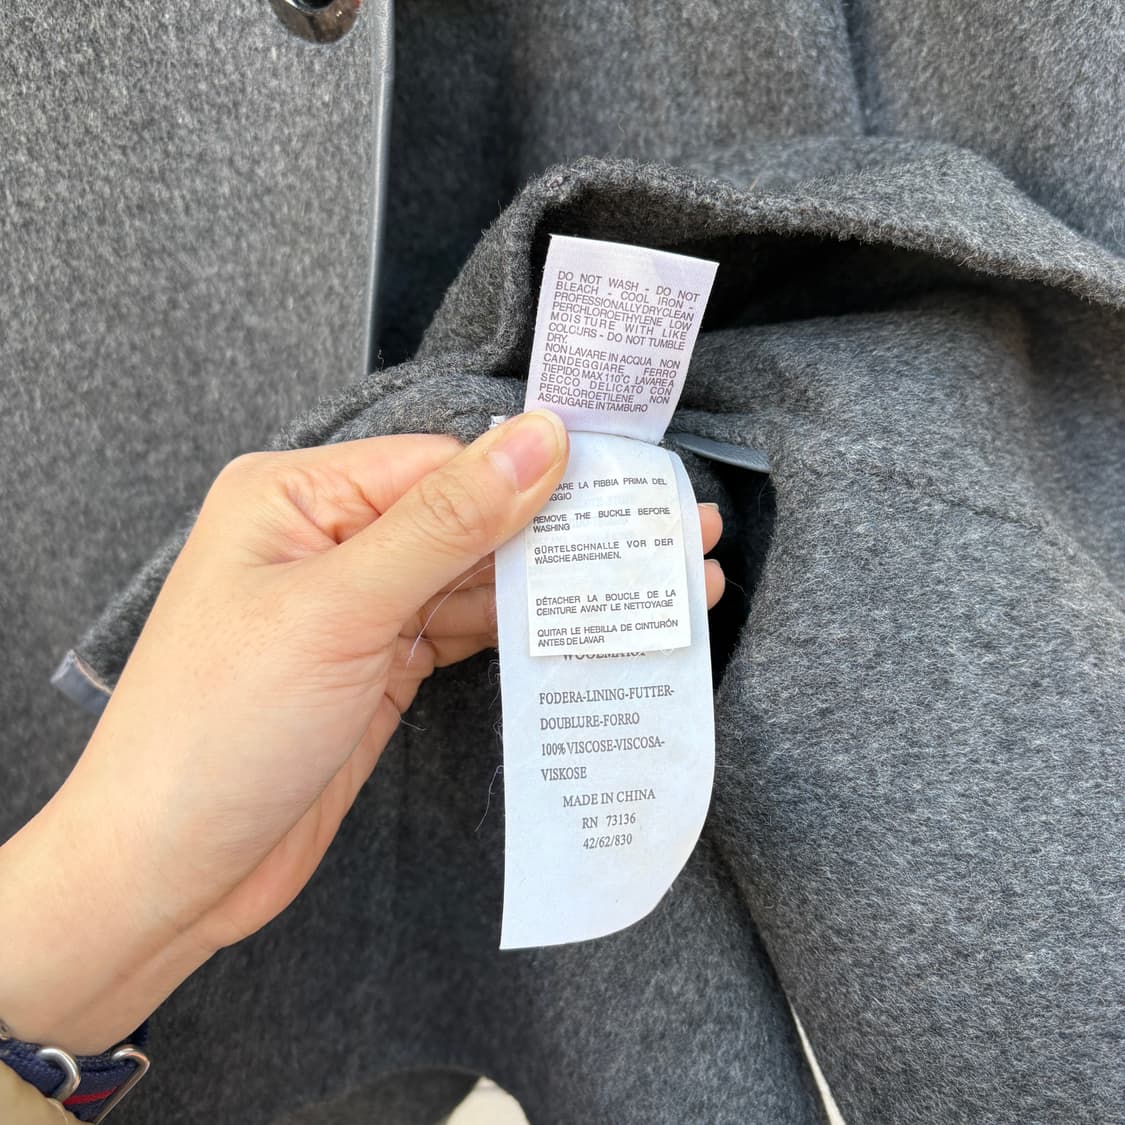 DO NOT WASH - DO NOT
BLEACH - COOL IRON -
PROFESSIONALLY DRYCLEAN
PERCHLOROETHYLENE LOW
MOISTURE WITH LIKE
COLOURS - DO NOT TUMBLE
DRY.
NON LAVARE IN ACQUA NON
CANDEGGIARE FERRO
TIEPIDO MAX.110°C LAVARE A
SECCO DELICATO CON
PERCLOROETILENE NON
ASCIUGARE IN TAMBURO
LA FIBBIA PRIMA DEL
REMOVE THE BUCKLE BEFORE
WASHING
GÜRTELSCHNALLE VOR DER
WÄSCHE ABNEHMEN.
DÉTACHER LA BOUCLE DE LA
CEINTURE AVANT LE NETTOYAGE
QUITAR LE HEBILLA DE CINTURÓN
ANTES DE LAVAR
FODERA-LINING-FUTTER-
DOUBLURE-FORRO
100%VISCOSE-VISCOSA-
VISKOSE
MADE IN CHINA
RN 73136
42/62/830